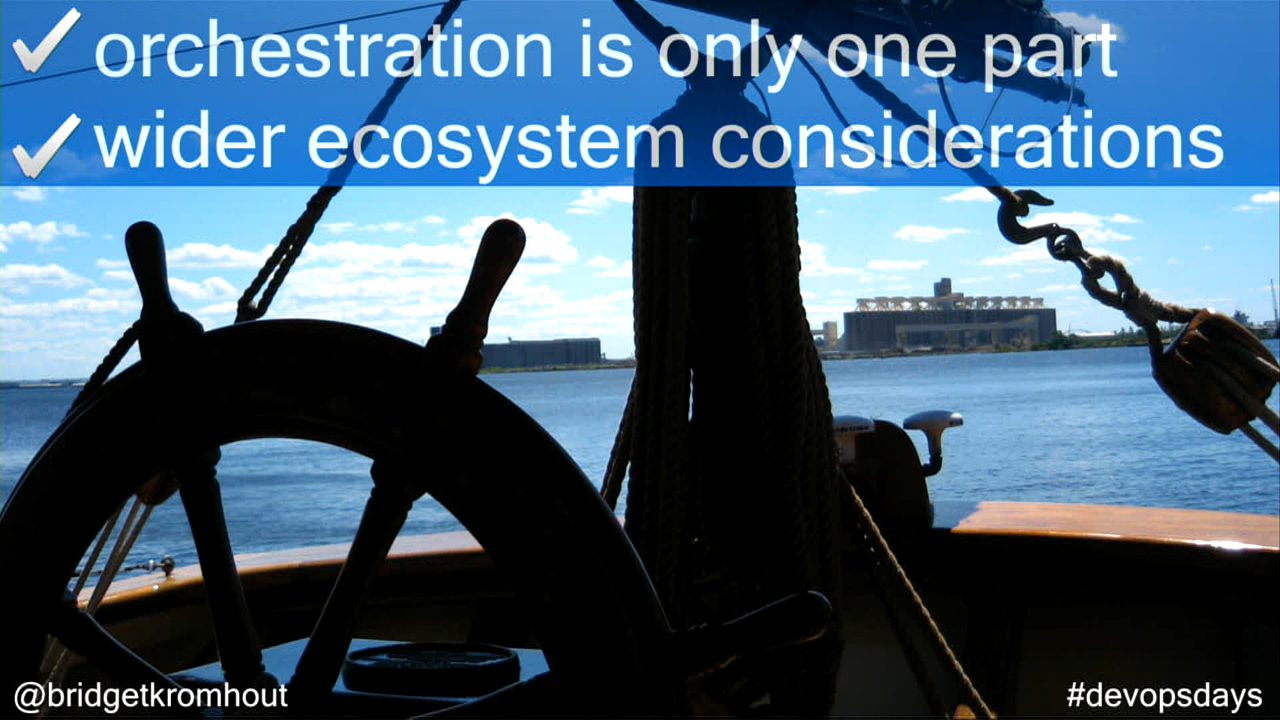 orchestration is only one part
wider ecosystem considerations
@bridgetkromhout
#devopsdays